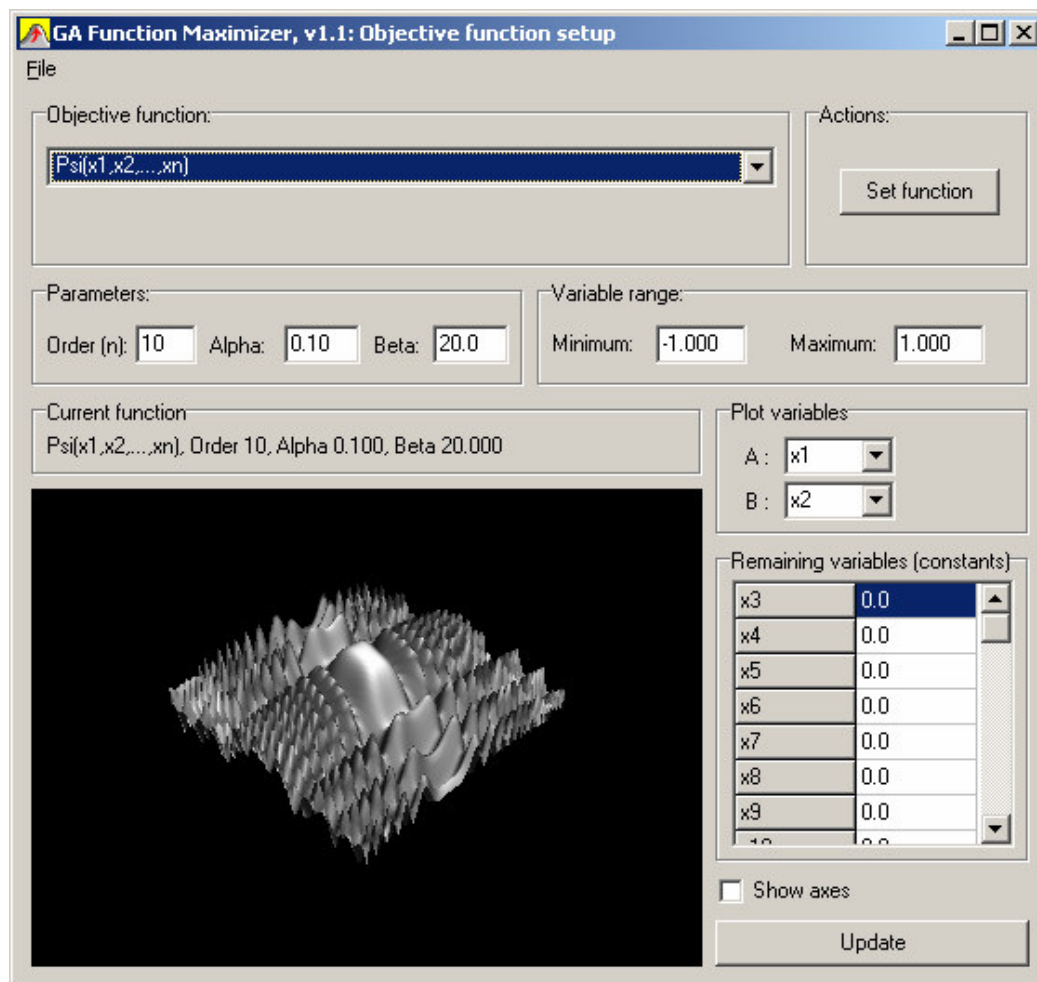 GA Function Maximizer, v1.1: Objective function setup
File
Objective function:
Actions:
Psi(x1,x2,...,xn)
Set function
Parameters:
Variable range:
Order (n): 10 Alpha: 0.10 Beta: 20.0
Minimum: -1.000 Maximum: 1.000
Current function
Psi(x1,x2,...,xn), Order 10, Alpha 0.100, Beta 20.000
Plot variables
A : x1
B : x2
Remaining variables (constants)
x3 0.0
x4 0.0
x5 0.0
x6 0.0
x7 0.0
x8 0.0
x9 0.0
Show axes
Update